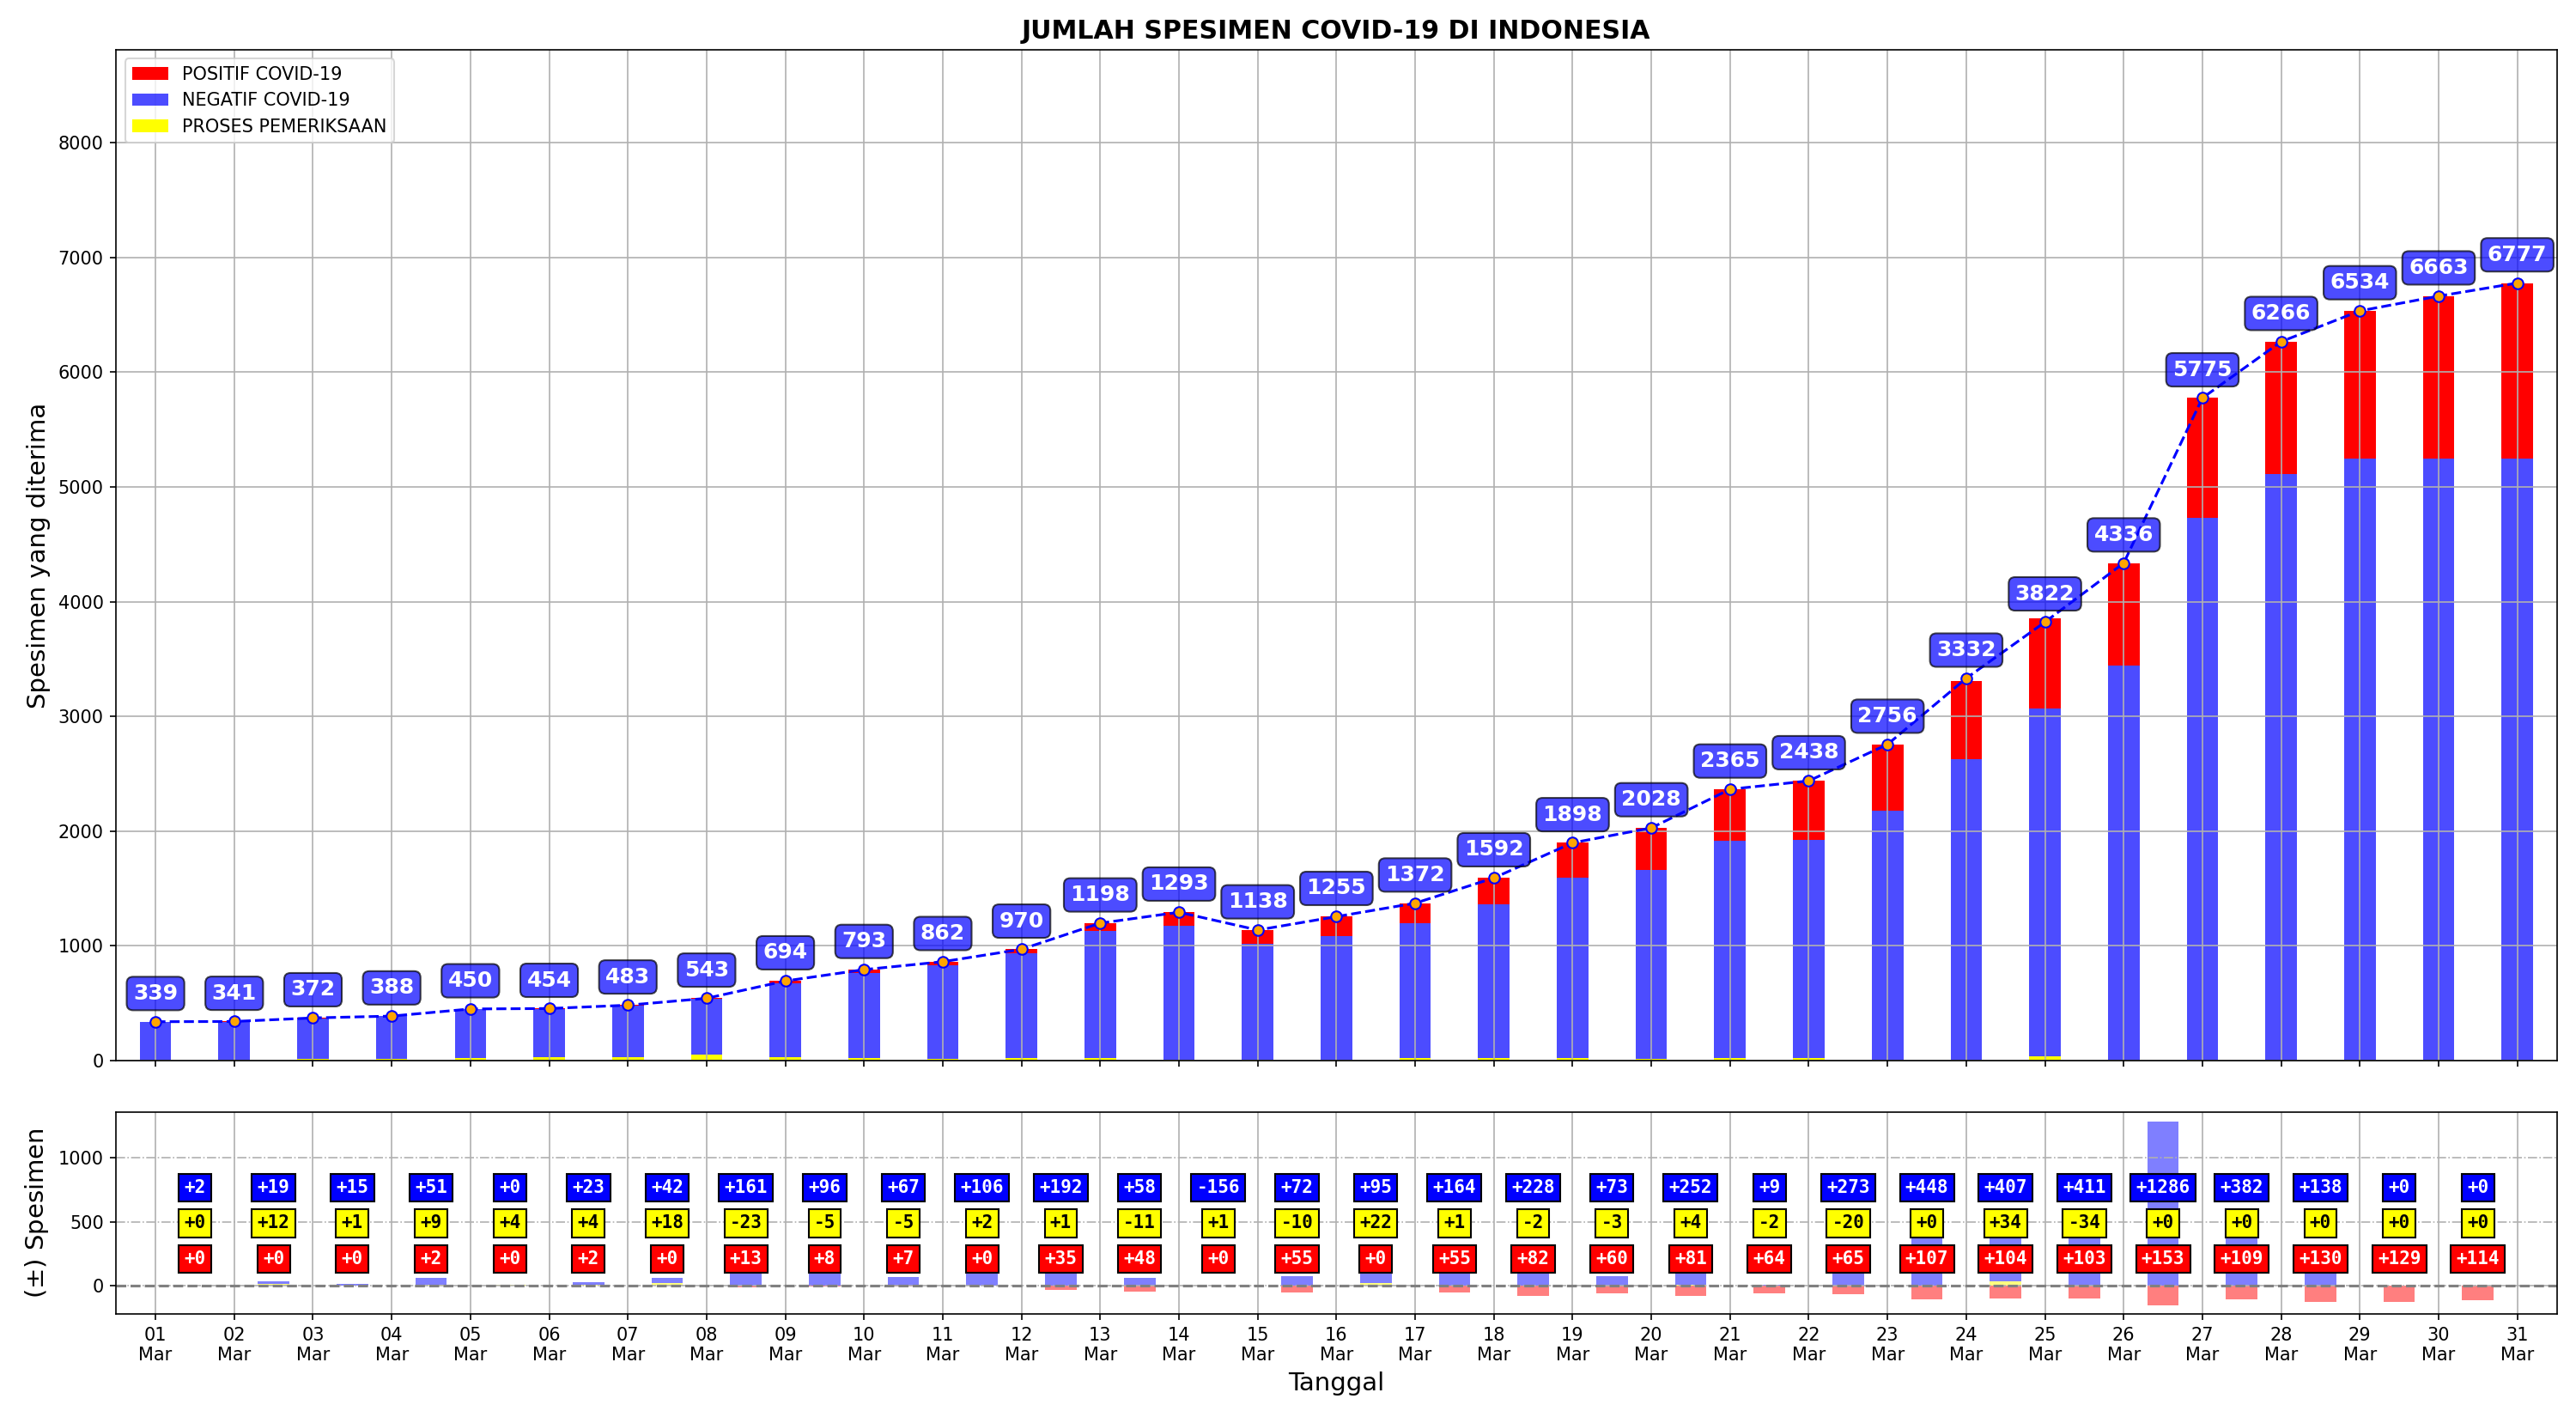 JUMLAH SPESIMEN COVID-19 DI INDONESIA
POSITIF COVID-19
NEGATIF COVID-19
PROSES PEMERIKSAAN
Spesimen yang diterima
8000
7000
6000
5000
4000
3000
2000
1000
0
339 341 372 388 450 454 483 543 694 793 862 970 1198 1293 1138 1255 1372 1592 1898 2028 2365 2438 2756 3332 3822 4336 5775 6266 6534 6663 6777
(±) Spesimen
1000
500
0
+2 +19 +15 +51 +0 +23 +42 +161 +96 +67 +106 +192 +58 -156 +72 +95 +164 +228 +73 +252 +9 +273 +448 +407 +411 +1286 +382 +138 +0 +0
+0 +12 +1 +9 +4 +4 +18 -23 -5 -5 +2 +1 -11 +1 -10 +22 +1 -2 -3 +4 -2 -20 +0 +34 -34 +0 +0 +0 +0 +0
+0 +0 +0 +2 +0 +2 +0 +13 +8 +7 +0 +35 +48 +0 +55 +0 +55 +82 +60 +81 +64 +65 +107 +104 +103 +153 +109 +130 +129 +114
01 02 03 04 05 06 07 08 09 10 11 12 13 14 15 16 17 18 19 20 21 22 23 24 25 26 27 28 29 30 31
Mar Mar Mar Mar Mar Mar Mar Mar Mar Mar Mar Mar Mar Mar Mar Mar Mar Mar Mar Mar Mar Mar Mar Mar Mar Mar Mar Mar Mar Mar Mar
Tanggal